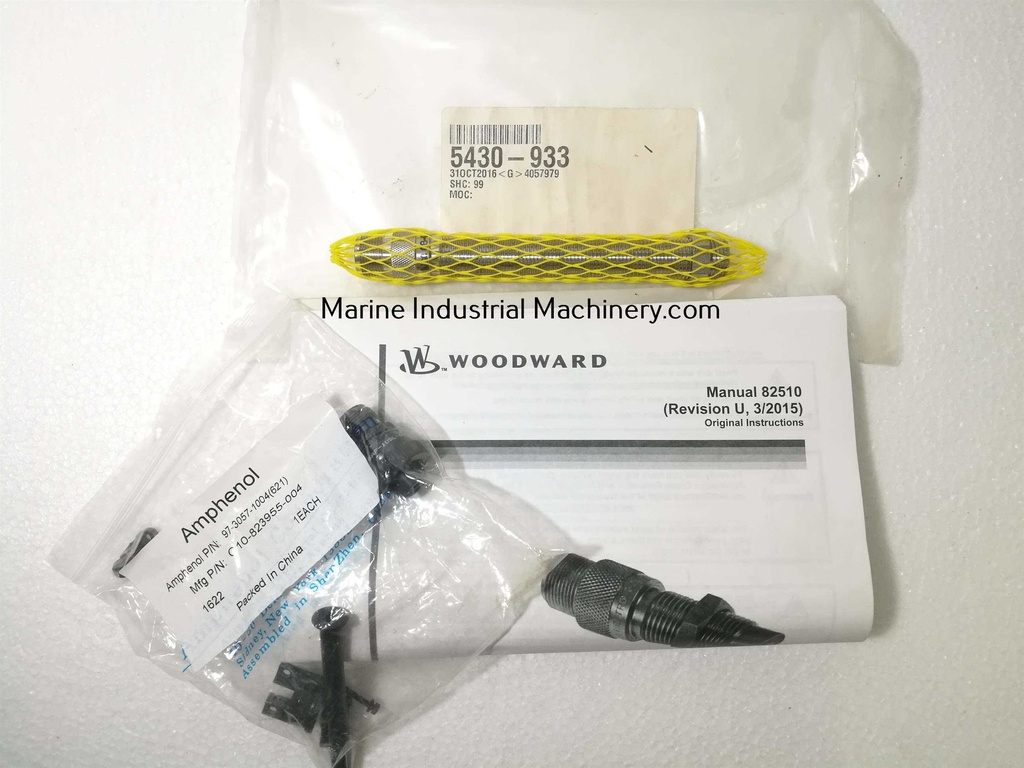 5430-933
31OCT2016<G>4057979
SHC: 99
MOC:
Marine Industrial Machinery.com
WOODWARD
TM
Manual 82510
(Revision U, 3/2015)
Original Instructions
Amphenol
Amphenol P/N: 97-3057-1004(621)
Mfg P/N: G10-823955-004
1622
1EACH
Packed In China
Sidney, New York
Assembled in ShenZhen